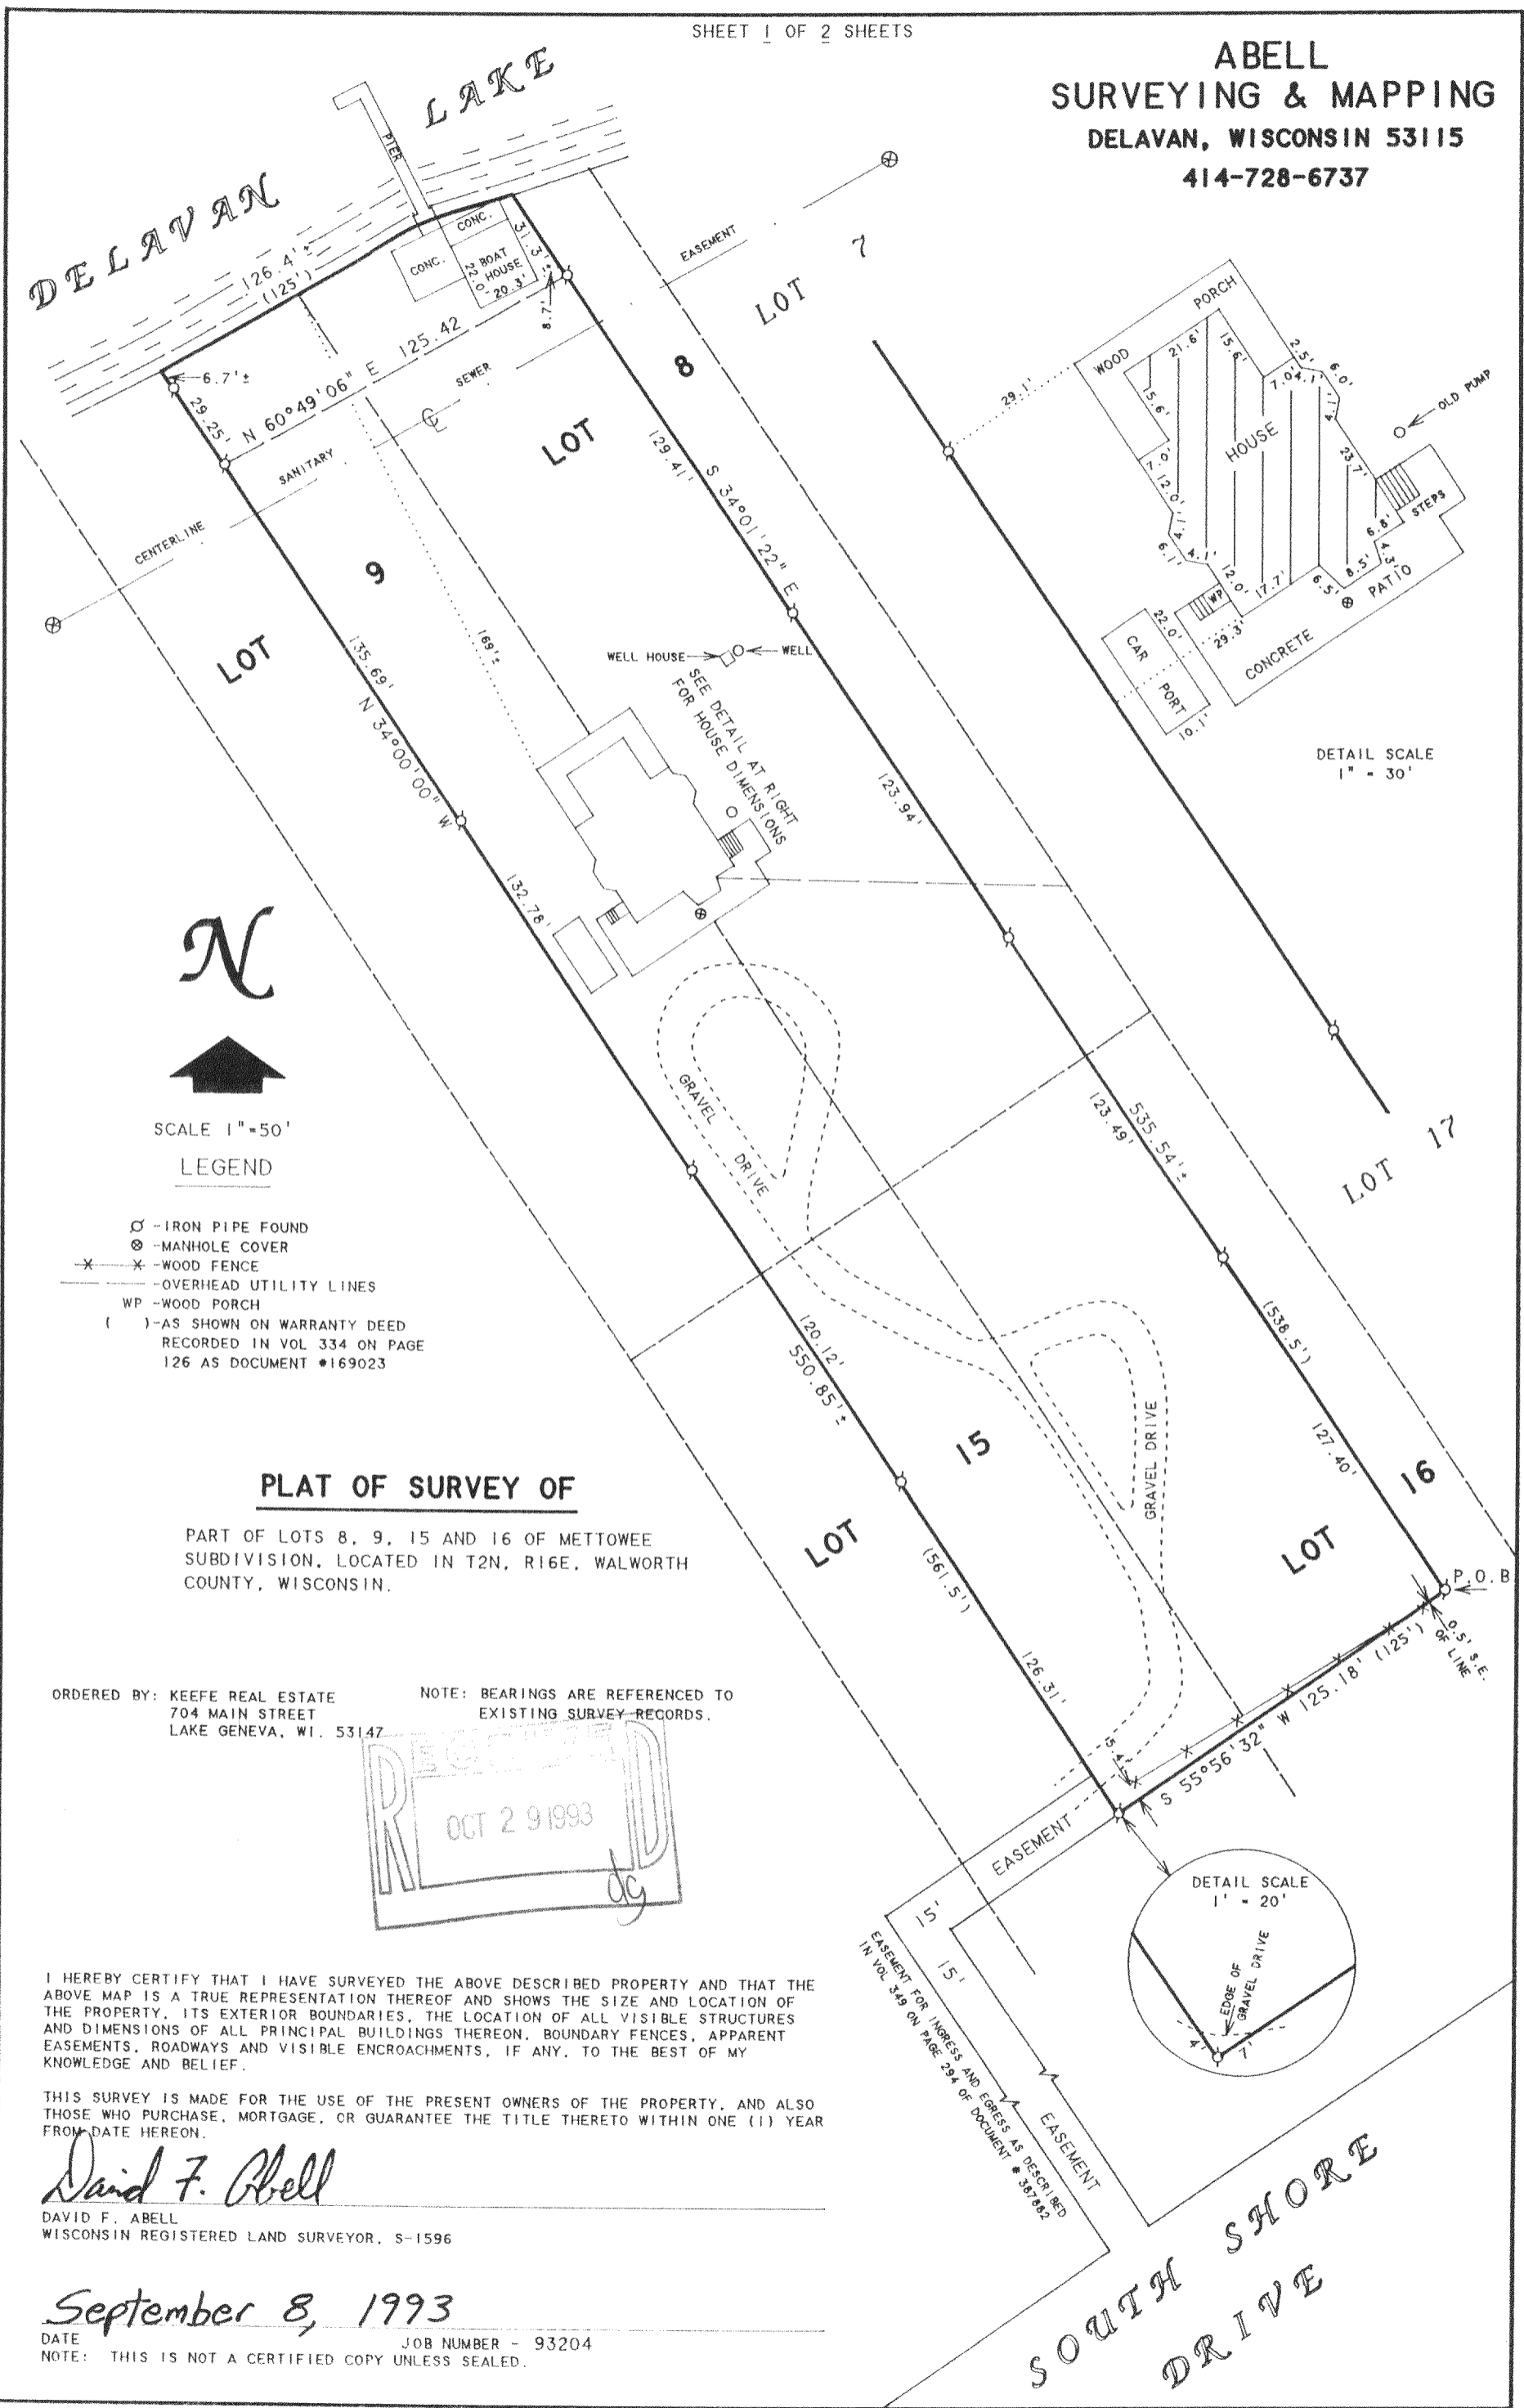 SHEET 1 OF 2 SHEETS
ABELL
SURVEYING & MAPPING
DELAVAN, WISCONSIN 53115
414-728-6737
DELAVAN LAKE
PIER
126.4'±
(125')
CONC.
CONC.
BOAT
HOUSE
22.0'
20.3'
31.3'±
8.7'
6.7'±
29.25'
N 60°49'06" E 125.42
CENTERLINE
SANITARY
℄
SEWER
EASEMENT
LOT 7
LOT 8
LOT 9
129.41'
S 34°01'22" E
135.69'
N 34°00'00" W
169'±
WELL HOUSE
WELL
SEE DETAIL AT RIGHT
FOR HOUSE DIMENSIONS
123.94'
132.78'
29.1'
WOOD
PORCH
21.6'
15.6'
15.6'
2.5'
6.0'
7.0'
4.1'
4.1'
OLD PUMP
HOUSE
7.0'
12.0'
23.7'
STEPS
4.1'
6.1'
4.1'
12.0'
17.7'
6.5'
8.5'
4.3'
6.8'
PATIO
WP
22.0'
29.3'
CONCRETE
CAR
PORT
10.1'
DETAIL SCALE
1" = 30'
N
SCALE 1"=50'
LEGEND
-IRON PIPE FOUND
-MANHOLE COVER
-WOOD FENCE
-OVERHEAD UTILITY LINES
WP -WOOD PORCH
( )-AS SHOWN ON WARRANTY DEED
RECORDED IN VOL 334 ON PAGE
126 AS DOCUMENT #169023
GRAVEL
DRIVE
123.49'
535.54'±
LOT 17
120.12'
550.85'±
(538.5')
127.40'
GRAVEL DRIVE
LOT 15
LOT 16
(561.5')
126.31'
P.O.B
0.5' S.E.
OF LINE
S 55°56'32" W 125.18' (125')
5.4'
PLAT OF SURVEY OF
PART OF LOTS 8, 9, 15 AND 16 OF METTOWEE
SUBDIVISION, LOCATED IN T2N, R16E, WALWORTH
COUNTY, WISCONSIN.
ORDERED BY: KEEFE REAL ESTATE
704 MAIN STREET
LAKE GENEVA, WI. 53147
NOTE: BEARINGS ARE REFERENCED TO
EXISTING SURVEY RECORDS.
OCT 29 1993
dg
EASEMENT
15'
15'
EASEMENT FOR INGRESS AND EGRESS AS DESCRIBED
IN VOL 349 ON PAGE 294 OF DOCUMENT # 387882
EASEMENT
DETAIL SCALE
1' = 20'
EDGE OF
GRAVEL DRIVE
4'
7'
I HEREBY CERTIFY THAT I HAVE SURVEYED THE ABOVE DESCRIBED PROPERTY AND THAT THE
ABOVE MAP IS A TRUE REPRESENTATION THEREOF AND SHOWS THE SIZE AND LOCATION OF
THE PROPERTY, ITS EXTERIOR BOUNDARIES, THE LOCATION OF ALL VISIBLE STRUCTURES
AND DIMENSIONS OF ALL PRINCIPAL BUILDINGS THEREON, BOUNDARY FENCES, APPARENT
EASEMENTS, ROADWAYS AND VISIBLE ENCROACHMENTS, IF ANY, TO THE BEST OF MY
KNOWLEDGE AND BELIEF.
THIS SURVEY IS MADE FOR THE USE OF THE PRESENT OWNERS OF THE PROPERTY, AND ALSO
THOSE WHO PURCHASE, MORTGAGE, OR GUARANTEE THE TITLE THERETO WITHIN ONE (1) YEAR
FROM DATE HEREON.
David F. Abell
DAVID F. ABELL
WISCONSIN REGISTERED LAND SURVEYOR, S-1596
September 8, 1993
DATE
JOB NUMBER - 93204
NOTE: THIS IS NOT A CERTIFIED COPY UNLESS SEALED.
SOUTH SHORE
DRIVE